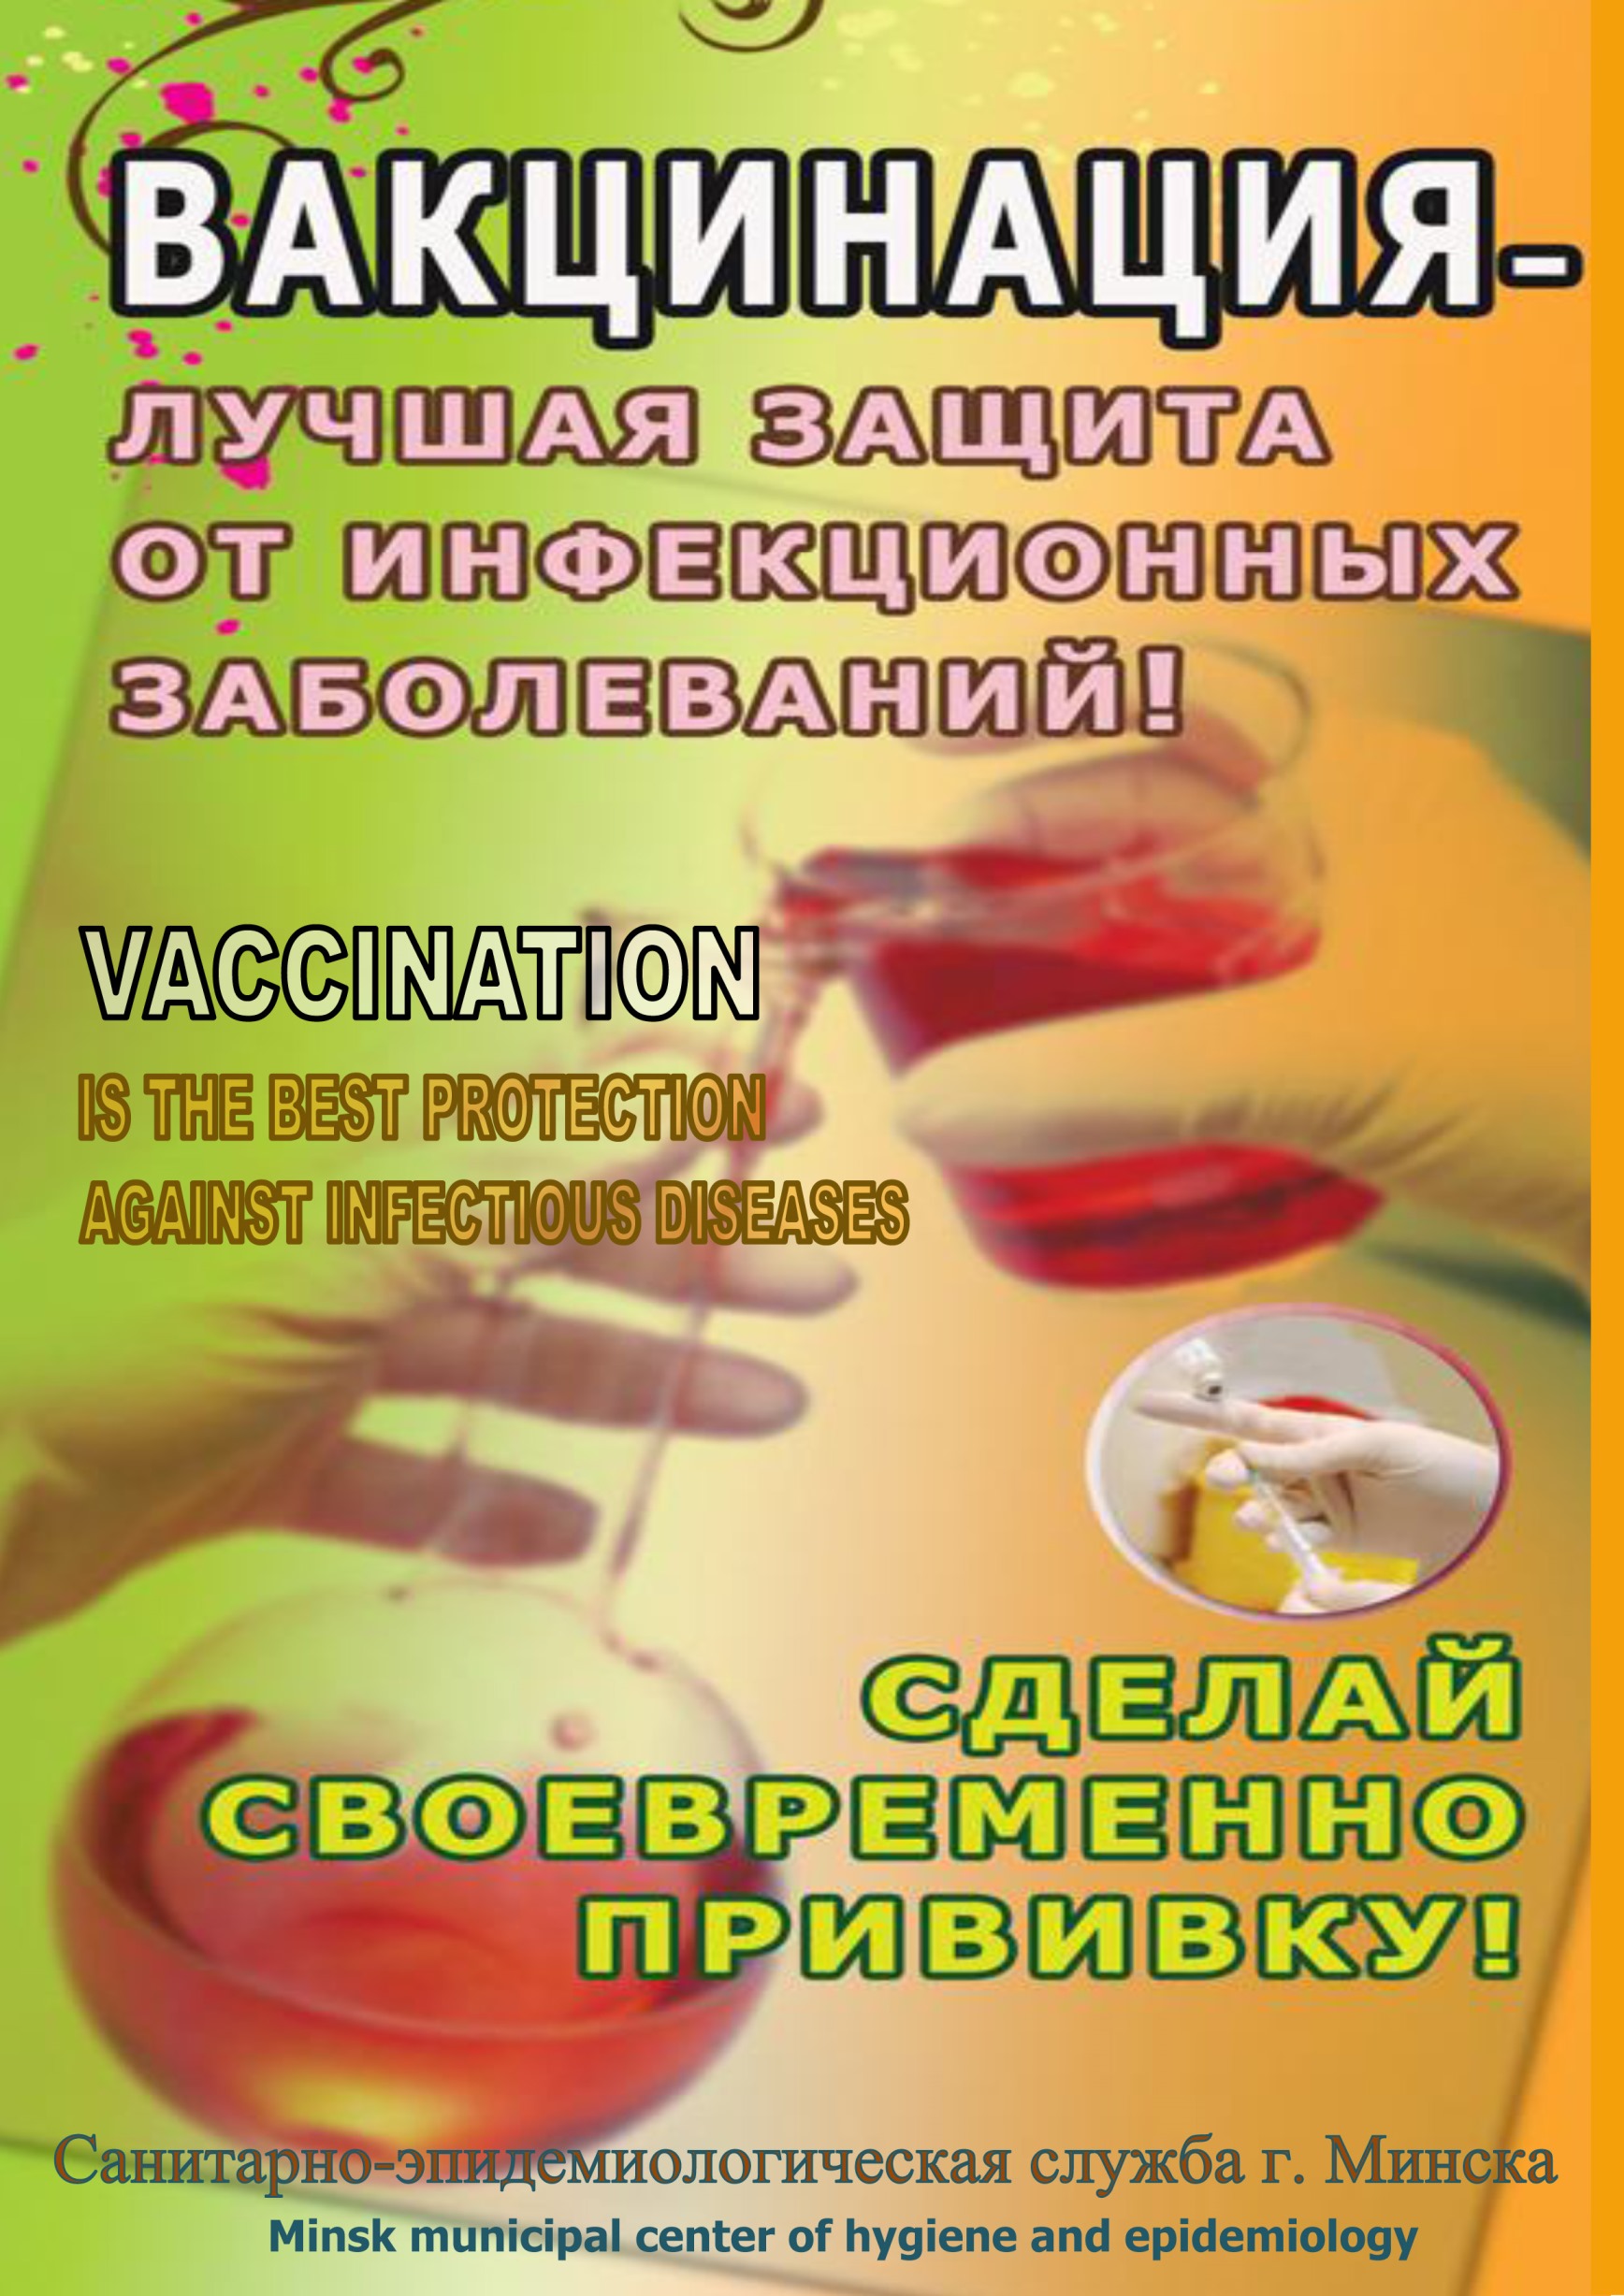 ВАКЦИНАЦИЯ-
ЛУЧШАЯ ЗАЩИТА
ОТ ИНФЕКЦИОННЫХ
ЗАБОЛЕВАНИЙ!
VACCINATION
IS THE BEST PROTECTION
AGAINST INFECTIOUS DISEASES
СДЕЛАЙ
СВОЕВРЕМЕННО
ПРИВИВКУ!
Санитарно-эпидемиологическая служба г. Минска
Minsk municipal center of hygiene and epidemiology